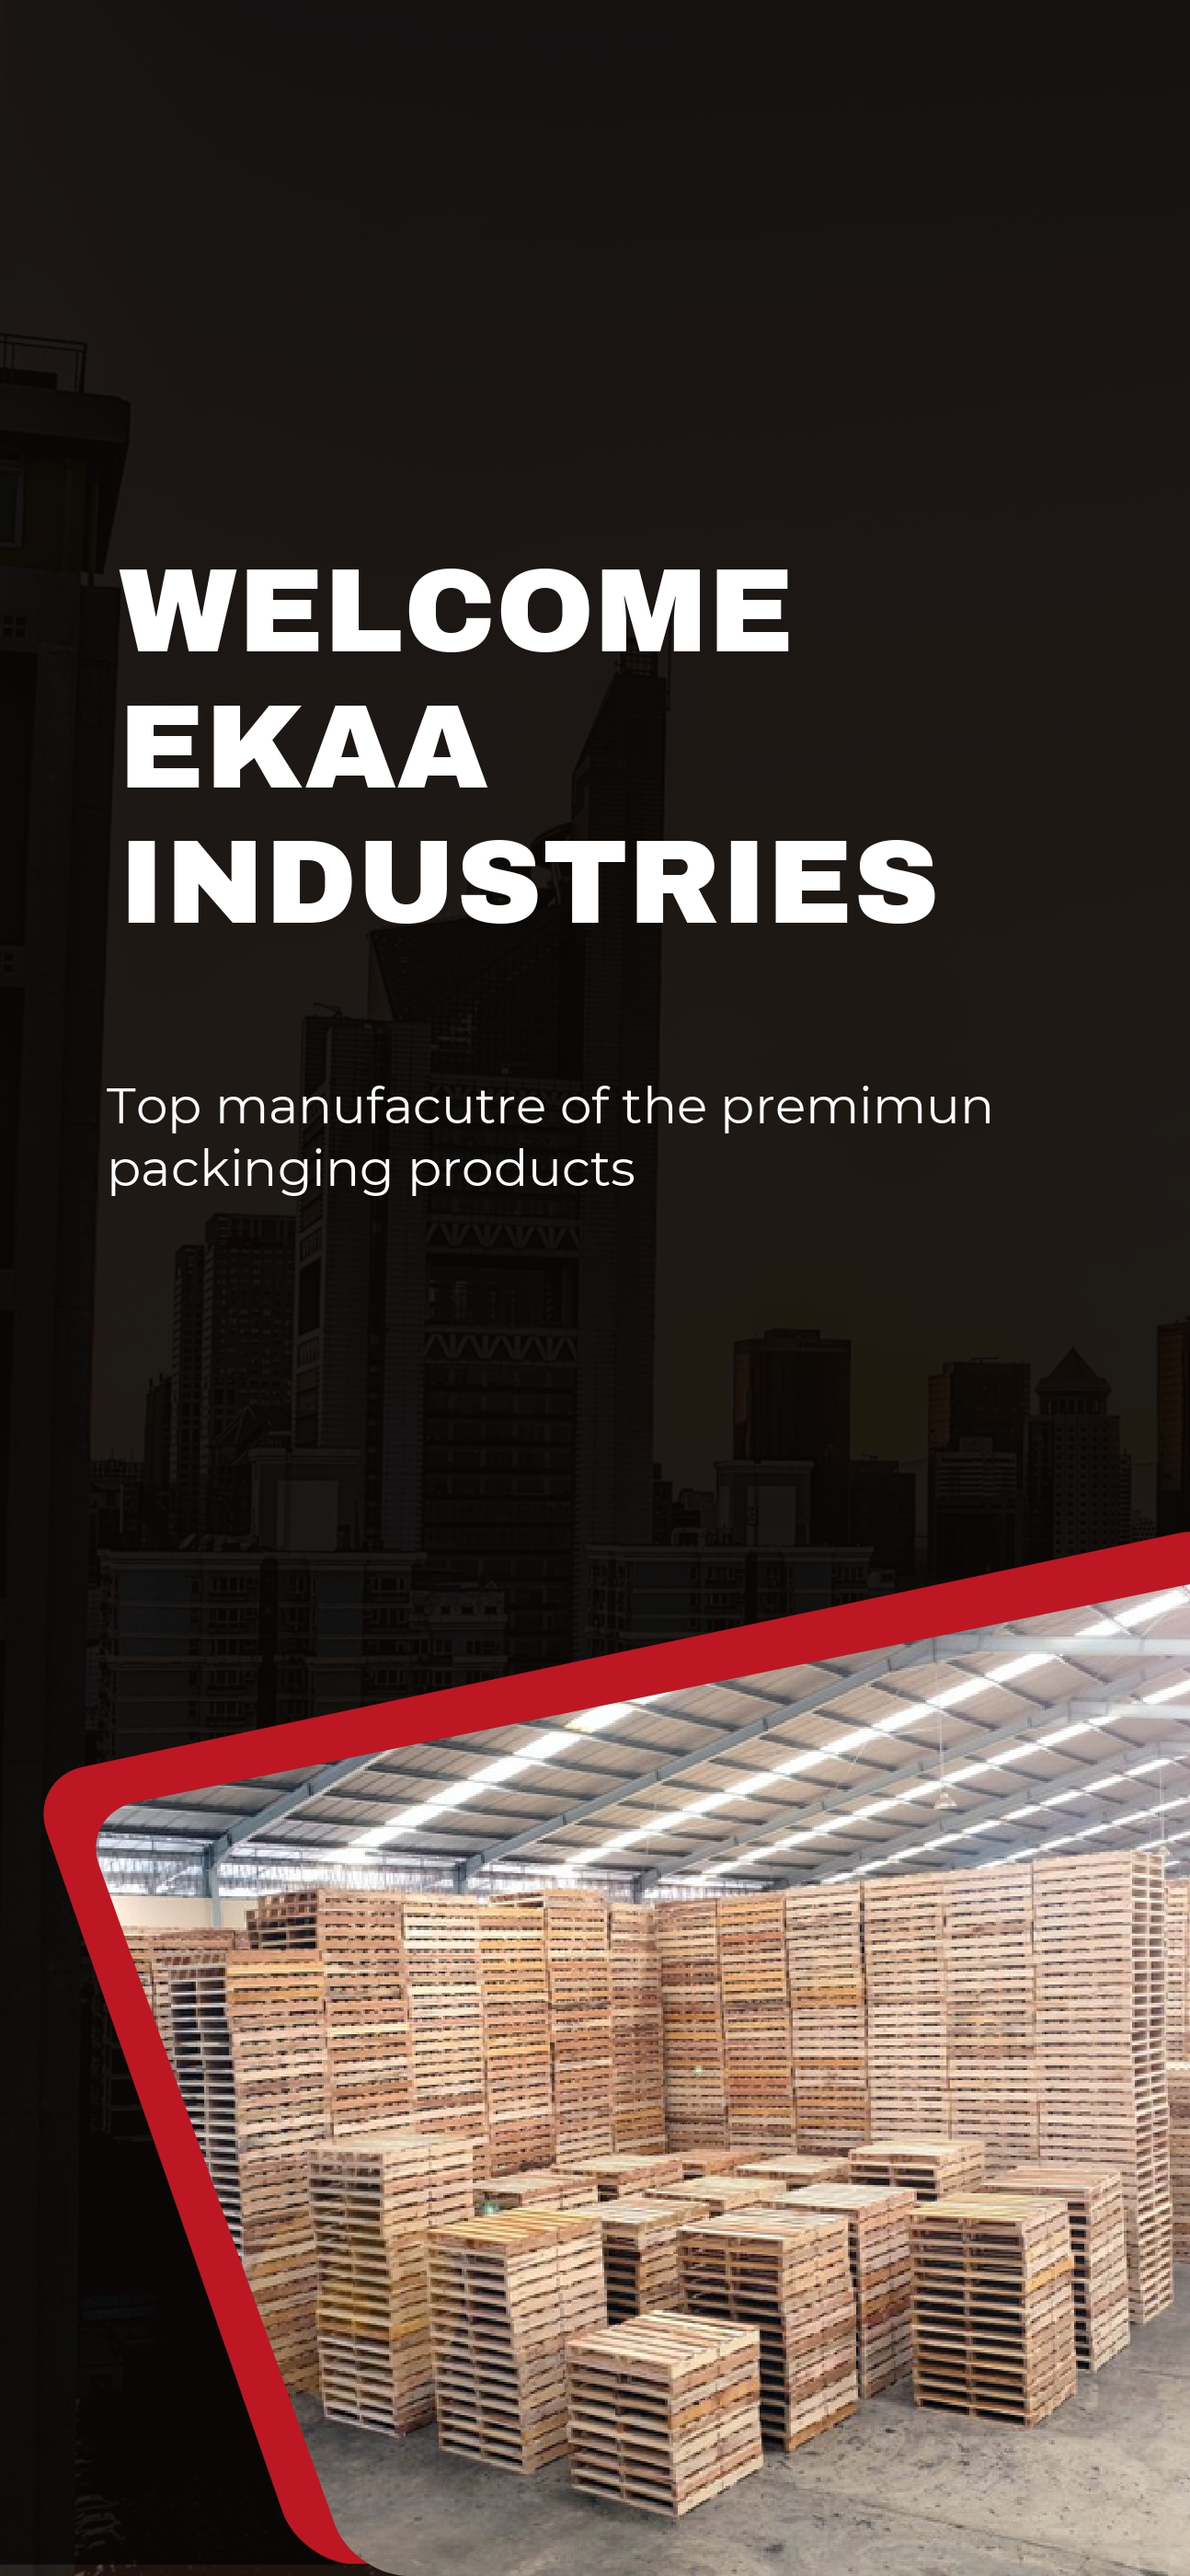 WELCOME
EKAA
INDUSTRIES
Top manufacutre of the premimun
packinging products